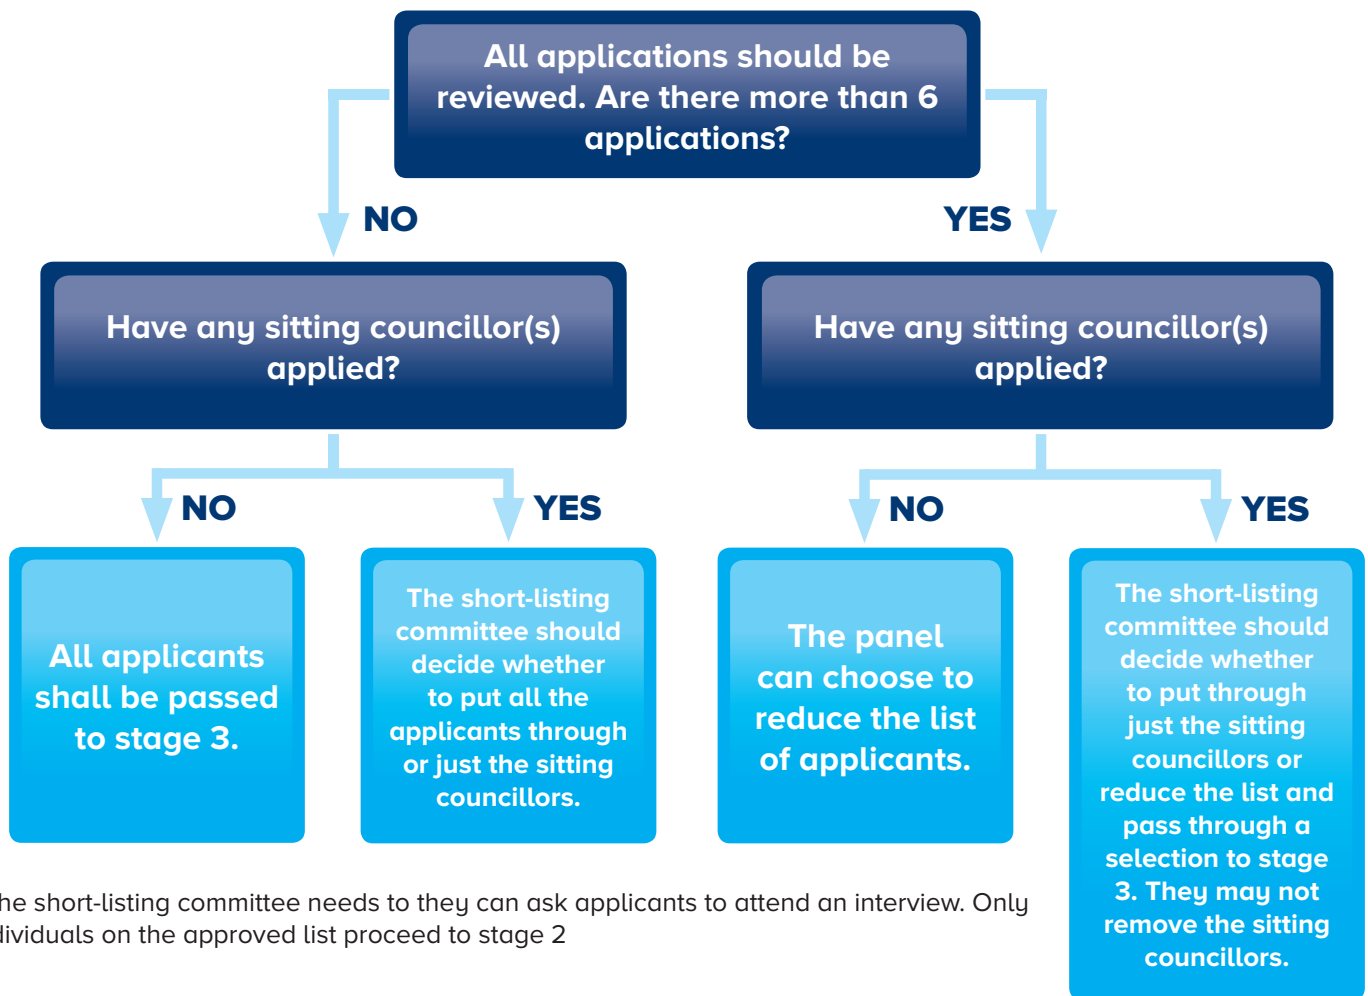 All applications should be
reviewed. Are there more than 6
applications?
NO
YES
Have any sitting councillor(s)
applied?
Have any sitting councillor(s)
applied?
NO
YES
NO
YES
All applicants
shall be passed
to stage 3.
The short-listing
committee should
decide whether
to put all the
applicants through
or just the sitting
councillors.
The panel
can choose to
reduce the list
of applicants.
The short-listing
committee should
decide whether
to put through
just the sitting
councillors or
reduce the list and
pass through a
selection to stage
3. They may not
remove the sitting
councillors.
he short-listing committee needs to they can ask applicants to attend an interview. Only
dividuals on the approved list proceed to stage 2